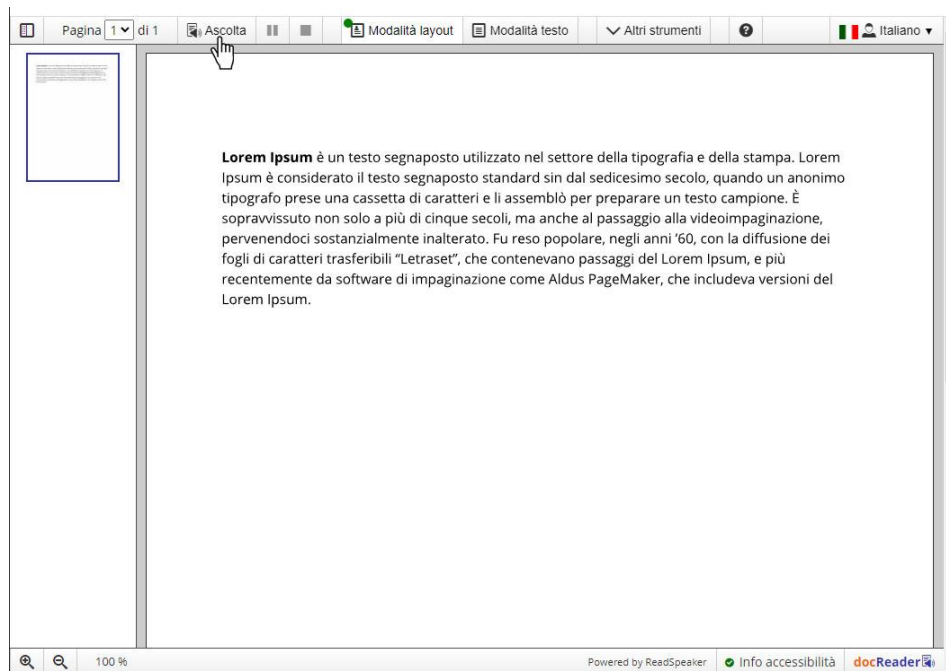 Pagina 1 di 1 Ascolta Modalità layout Modalità testo Altri strumenti ? Italiano
Lorem Ipsum è un testo segnaposto utilizzato nel settore della tipografia e della stampa. Lorem
Ipsum è considerato il testo segnaposto standard sin dal sedicesimo secolo, quando un anonimo
tipografo prese una cassetta di caratteri e li assemblò per preparare un testo campione. È
sopravvissuto non solo a più di cinque secoli, ma anche al passaggio alla videoimpaginazione,
pervenendoci sostanzialmente inalterato. Fu reso popolare, negli anni ’60, con la diffusione dei
fogli di caratteri trasferibili “Letraset”, che contenevano passaggi del Lorem Ipsum, e più
recentemente da software di impaginazione come Aldus PageMaker, che includeva versioni del
Lorem Ipsum.
100 % Powered by ReadSpeaker Info accessibilità docReader